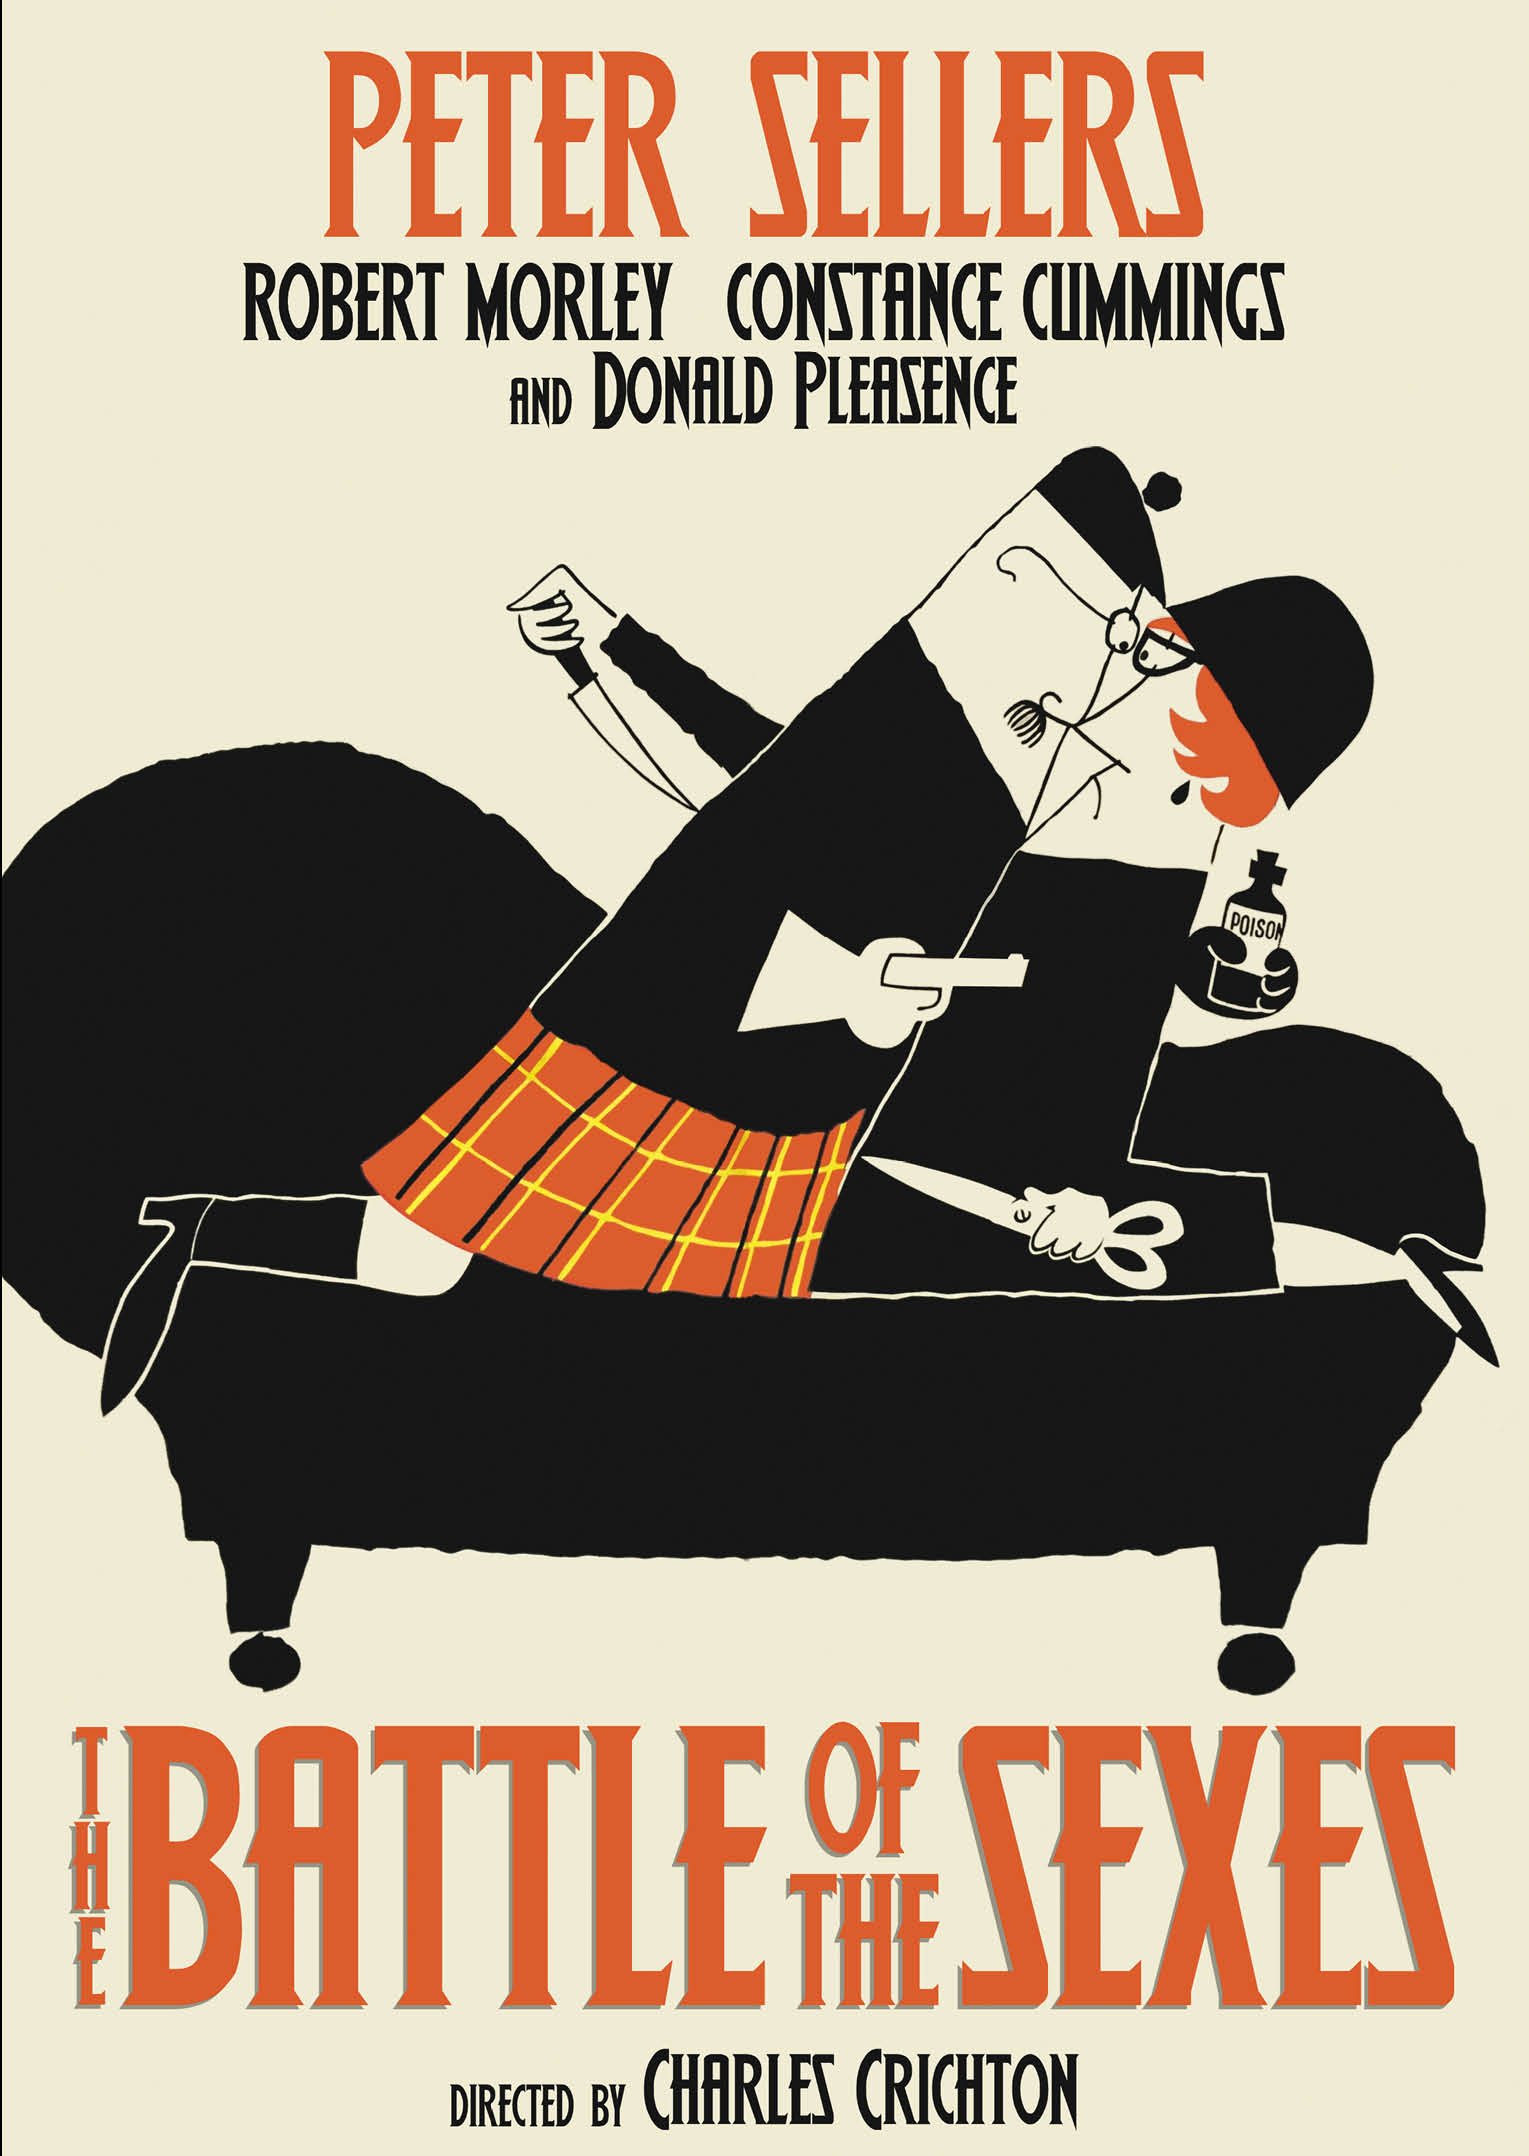 PETER SELLERS
ROBERT MORLEY CONSTANCE CUMMINGS
AND DONALD PLEASENCE
POISON
THE BATTLE OF THE SEXES
DIRECTED BY CHARLES CRICHTON